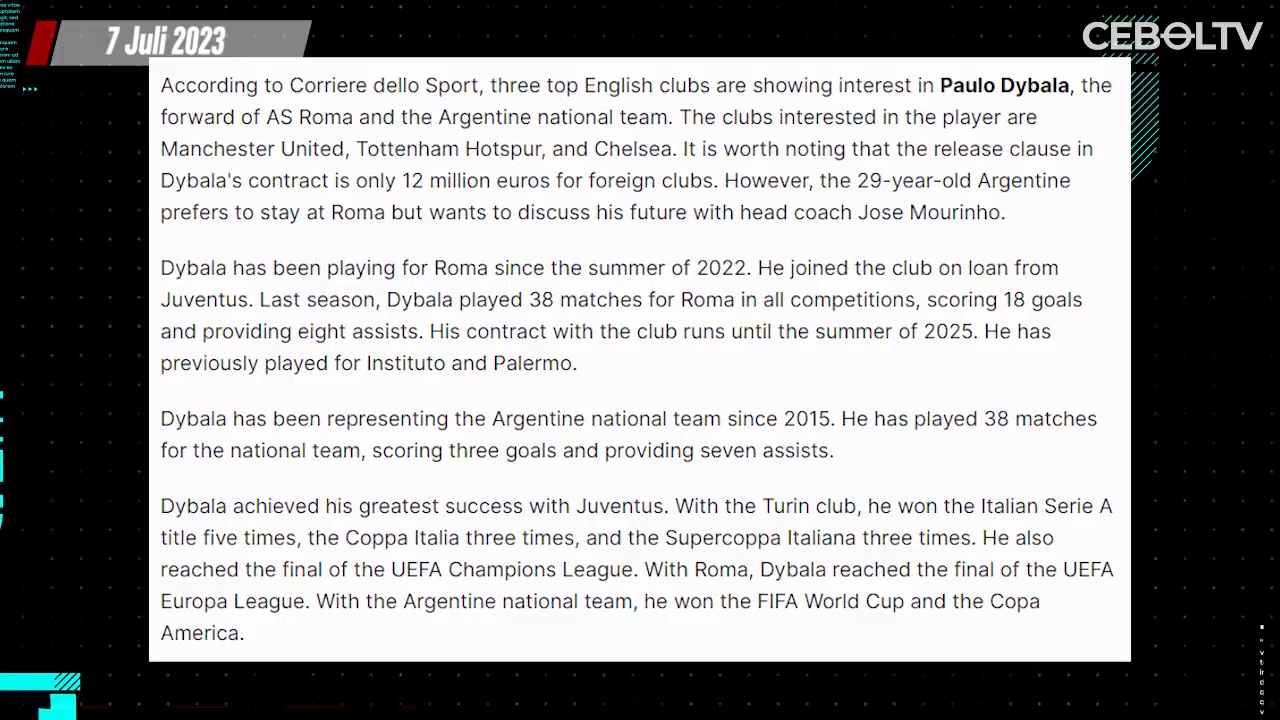 7 Juli 2023
CEBOLTV
According to Corriere dello Sport, three top English clubs are showing interest in Paulo Dybala, the
forward of AS Roma and the Argentine national team. The clubs interested in the player are
Manchester United, Tottenham Hotspur, and Chelsea. It is worth noting that the release clause in
Dybala's contract is only 12 million euros for foreign clubs. However, the 29-year-old Argentine
prefers to stay at Roma but wants to discuss his future with head coach Jose Mourinho.
Dybala has been playing for Roma since the summer of 2022. He joined the club on loan from
Juventus. Last season, Dybala played 38 matches for Roma in all competitions, scoring 18 goals
and providing eight assists. His contract with the club runs until the summer of 2025. He has
previously played for Instituto and Palermo.
Dybala has been representing the Argentine national team since 2015. He has played 38 matches
for the national team, scoring three goals and providing seven assists.
Dybala achieved his greatest success with Juventus. With the Turin club, he won the Italian Serie A
title five times, the Coppa Italia three times, and the Supercoppa Italiana three times. He also
reached the final of the UEFA Champions League. With Roma, Dybala reached the final of the UEFA
Europa League. With the Argentine national team, he won the FIFA World Cup and the Copa
America.